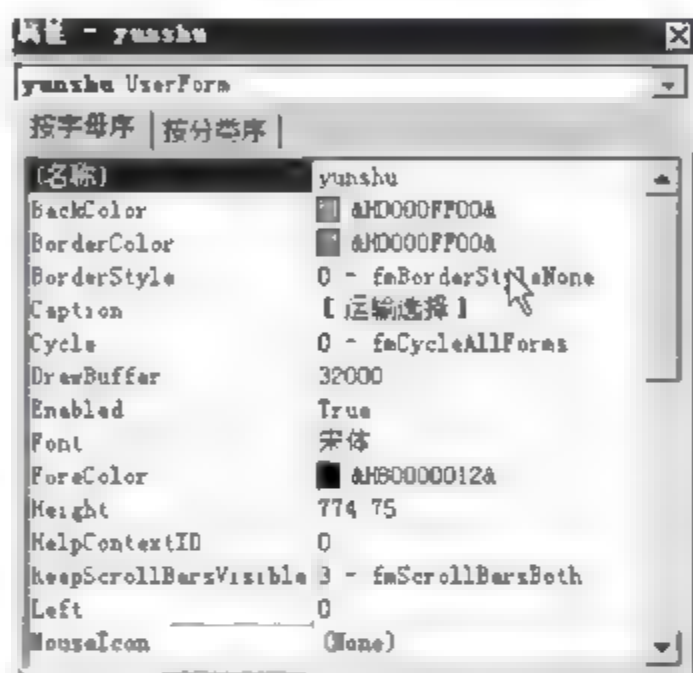 属性 - yunshu
yunshu UserForm
按字母序 按分类序
(名称) yunshu
BackColor &H0000FF00&
BorderColor &H0000FF00&
BorderStyle 0 - fmBorderStyleNone
Caption 【运输选择】
Cycle 0 - fmCycleAllForms
DrawBuffer 32000
Enabled True
Font 宋体
ForeColor &H80000012&
Height 774.75
HelpContextID 0
KeepScrollBarsVisible 3 - fmScrollBarsBoth
Left 0
MouseIcon (None)